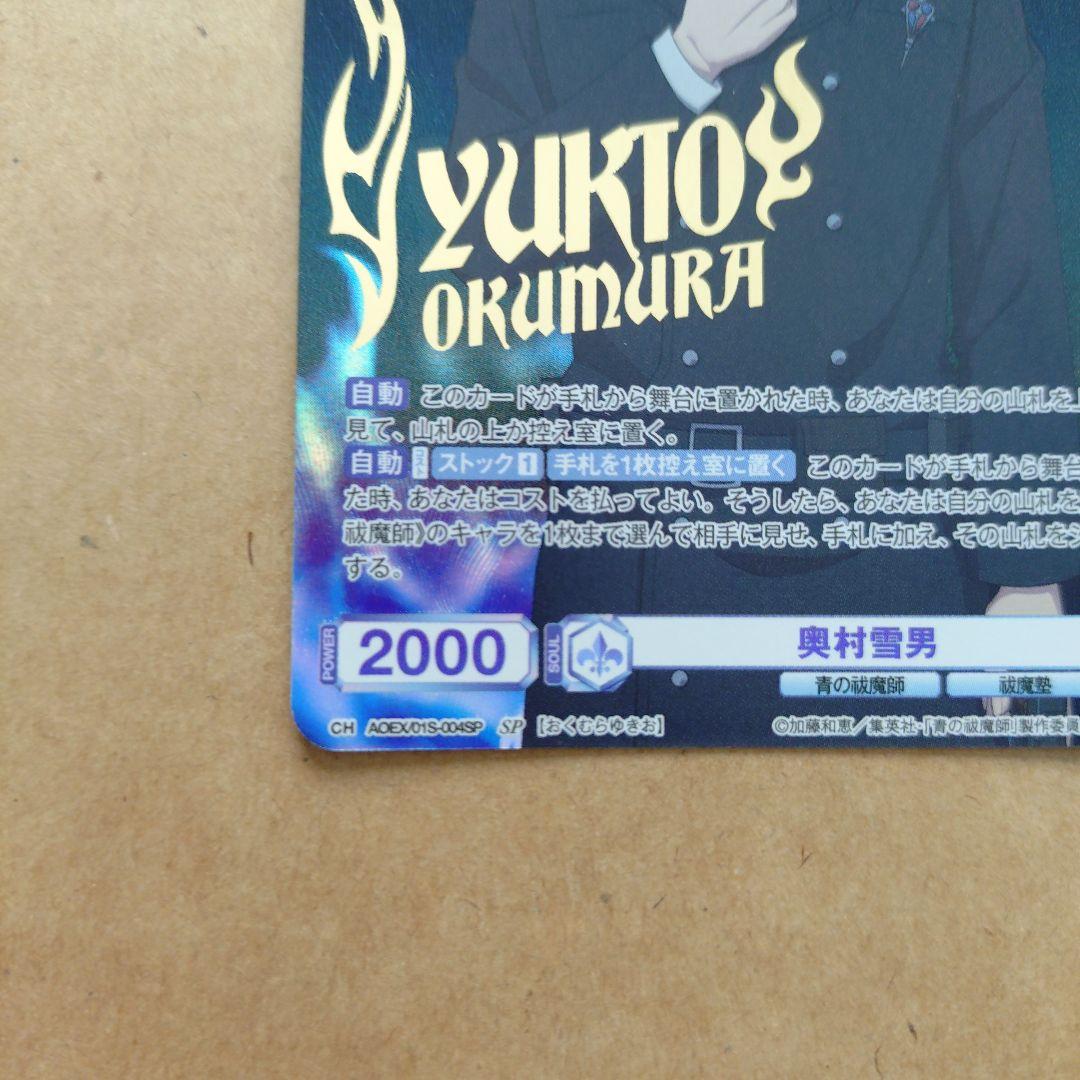 YUKIO
OKUMURA
自動 このカードが手札から舞台に置かれた時、あなたは自分の山札を上
見て、山札の上か控え室に置く。
自動 コスト ストック1 手札を1枚控え室に置く このカードが手札から舞台
た時、あなたはコストを払ってよい。そうしたら、あなたは自分の山札を
祓魔師》のキャラを1枚まで選んで相手に見せ、手札に加え、その山札をシ
する。
POWER 2000 SOUL 奥村雪男
青の祓魔師 祓魔塾
CH AOEX/01S-004SP SP [おくむらゆきお] ©加藤和恵/集英社・「青の祓魔師」製作委員